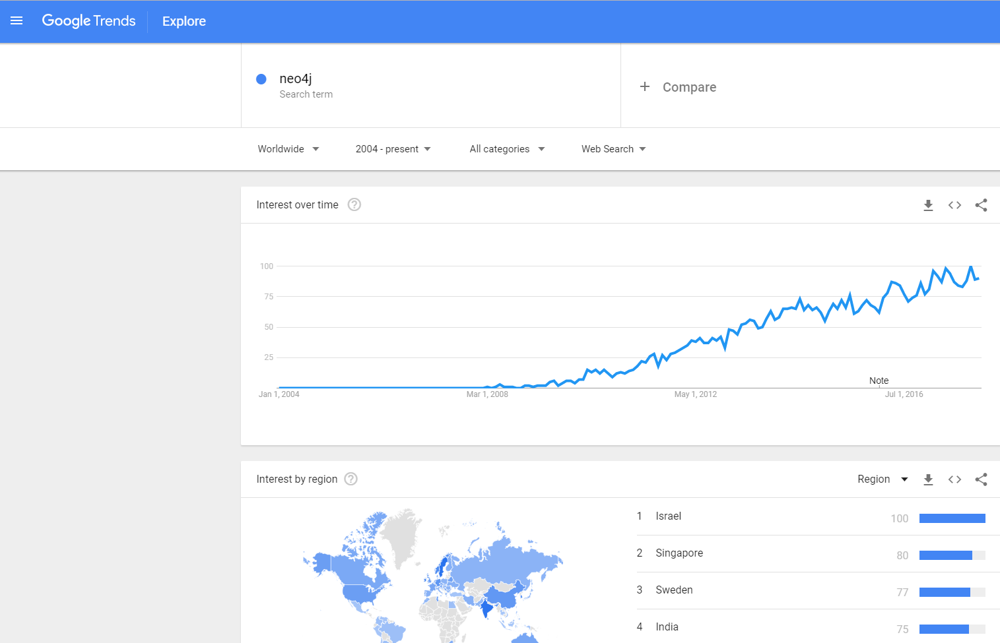 Google Trends Explore
neo4j
Search term
Compare
Worldwide 2004 - present All categories Web Search
Interest over time ?
100
75
50
25
Note
Jan 1, 2004 Mar 1, 2008 May 1, 2012 Jul 1, 2016
Interest by region ? Region
1 Israel 100
2 Singapore 80
3 Sweden 77
4 India 75